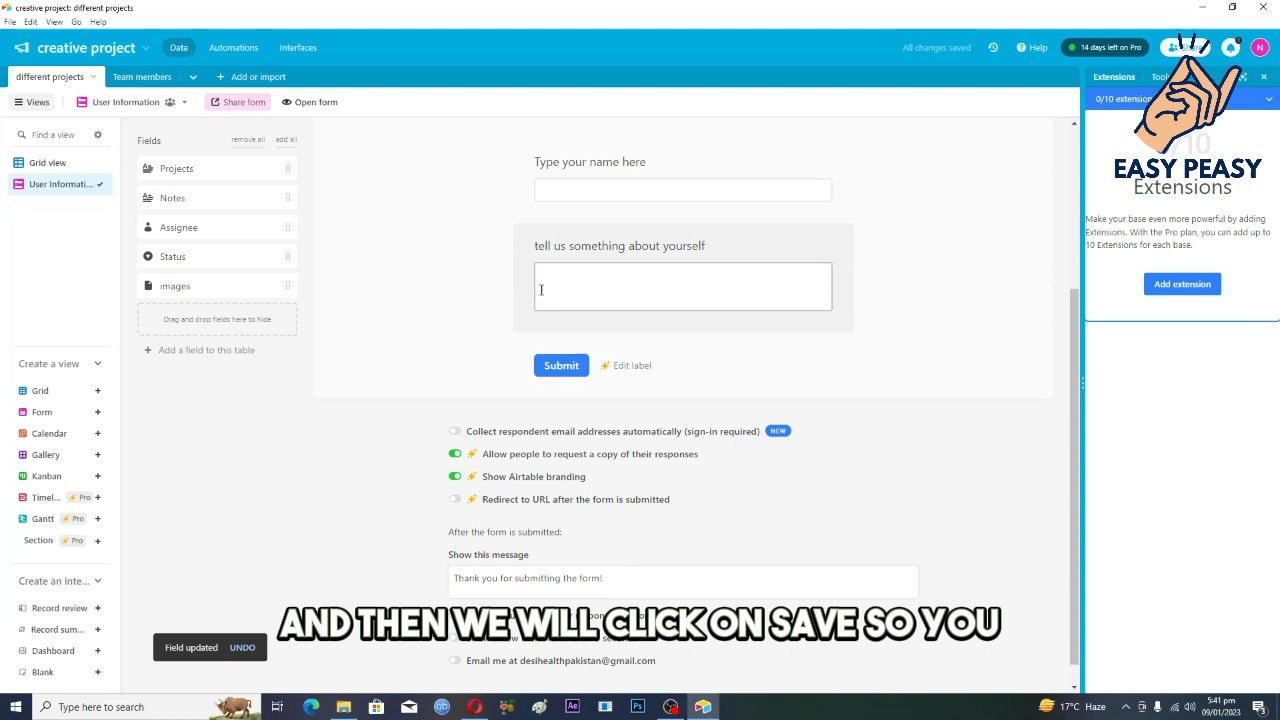 creative project: different projects
File Edit View Go Help
creative project
Data
Automations
Interfaces
All changes saved
Help
14 days left on Pro
N
different projects
Team members
Add or import
Extensions
Views
User Information
Share form
Open form
0/10 extension
Find a view
Grid view
User Informati...
Fields
remove all
add all
Projects
Notes
Assignee
Status
images
Drag and drop fields here to hide
Add a field to this table
Type your name here
tell us something about yourself
Submit
Edit label
EASY PEASY
Extensions
Make your base even more powerful by adding
Extensions. With the Pro plan, you can add up to
10 Extensions for each base.
Add extension
Create a view
Grid
Form
Calendar
Gallery
Kanban
Timel... Pro
Gantt Pro
Section Pro
Create an inte...
Record review
Record sum...
Dashboard
Blank
Collect respondent email addresses automatically (sign-in required) NEW
Allow people to request a copy of their responses
Show Airtable branding
Redirect to URL after the form is submitted
After the form is submitted:
Show this message
Thank you for submitting the form!
AND THEN WE WILL CLICK ON SAVE SO YOU
Field updated UNDO
Email me at desihealthpakistan@gmail.com
Type here to search
17°C Haze
5:41 pm
09/01/2023